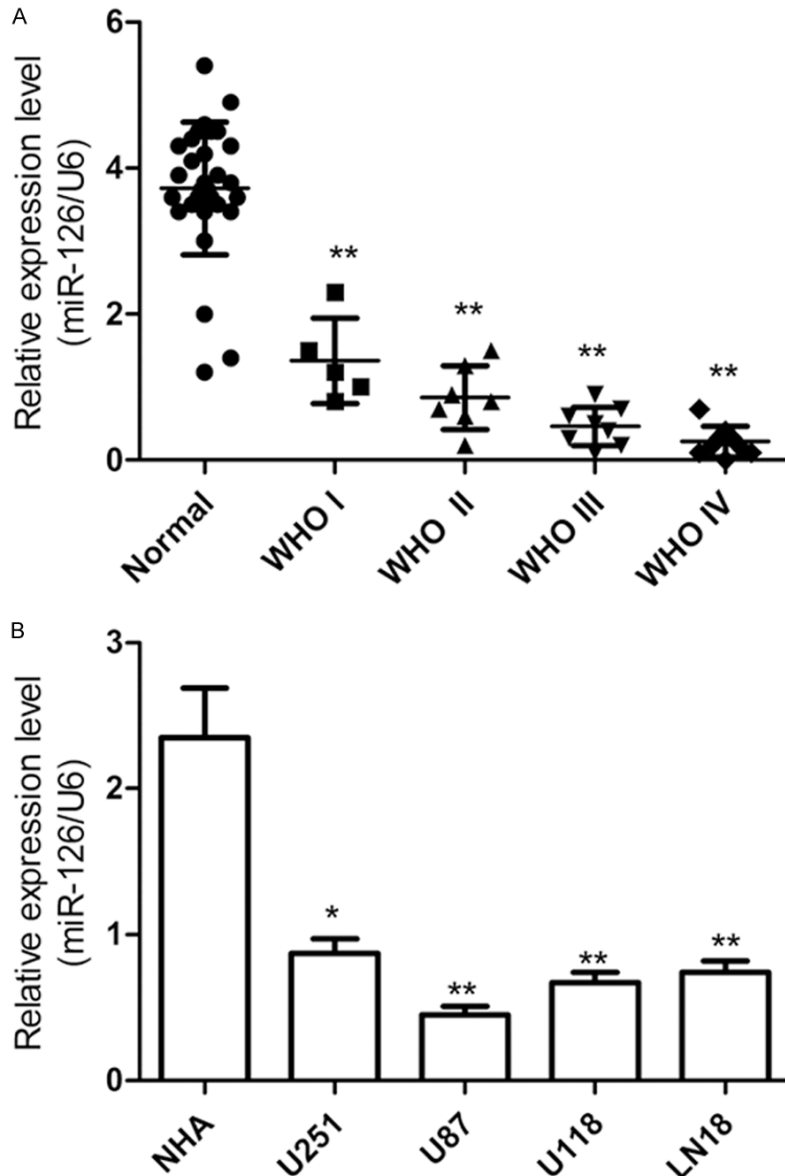 A
Relative expression level
(miR-126/U6)
6
4
2
0
**
**
**
**
Normal
WHO I
WHO II
WHO III
WHO IV
B
Relative expression level
(miR-126/U6)
3
2
1
0
*
**
**
**
NHA
U251
U87
U118
LN18